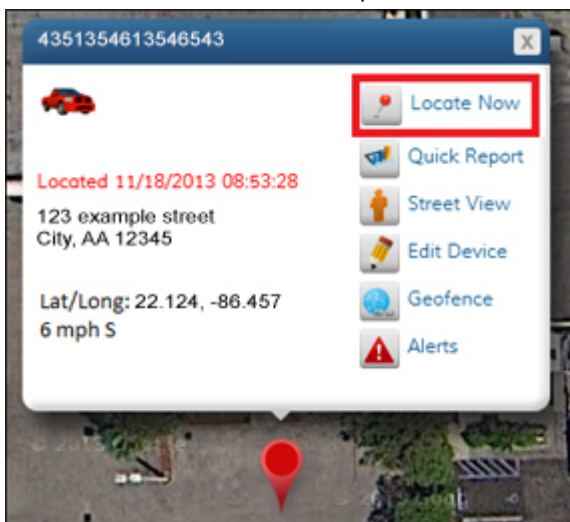 4351354613546543
X
Locate Now
Quick Report
Located 11/18/2013 08:53:28
Street View
123 example street
City, AA 12345
Edit Device
Lat/Long: 22.124, -86.457
Geofence
6 mph S
Alerts